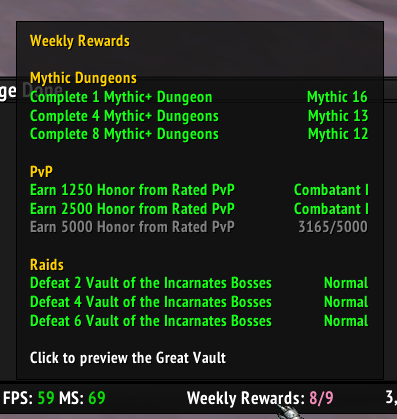 Weekly Rewards
Mythic Dungeons
ge Done
Complete 1 Mythic+ Dungeon Mythic 16
Complete 4 Mythic+ Dungeons Mythic 13
Complete 8 Mythic+ Dungeons Mythic 12
PvP
Earn 1250 Honor from Rated PvP Combatant I
Earn 2500 Honor from Rated PvP Combatant I
Earn 5000 Honor from Rated PvP 3165/5000
Raids
Defeat 2 Vault of the Incarnates Bosses Normal
Defeat 4 Vault of the Incarnates Bosses Normal
Defeat 6 Vault of the Incarnates Bosses Normal
Click to preview the Great Vault
FPS: 59 MS: 69 Weekly Rewards: 8/9 3,